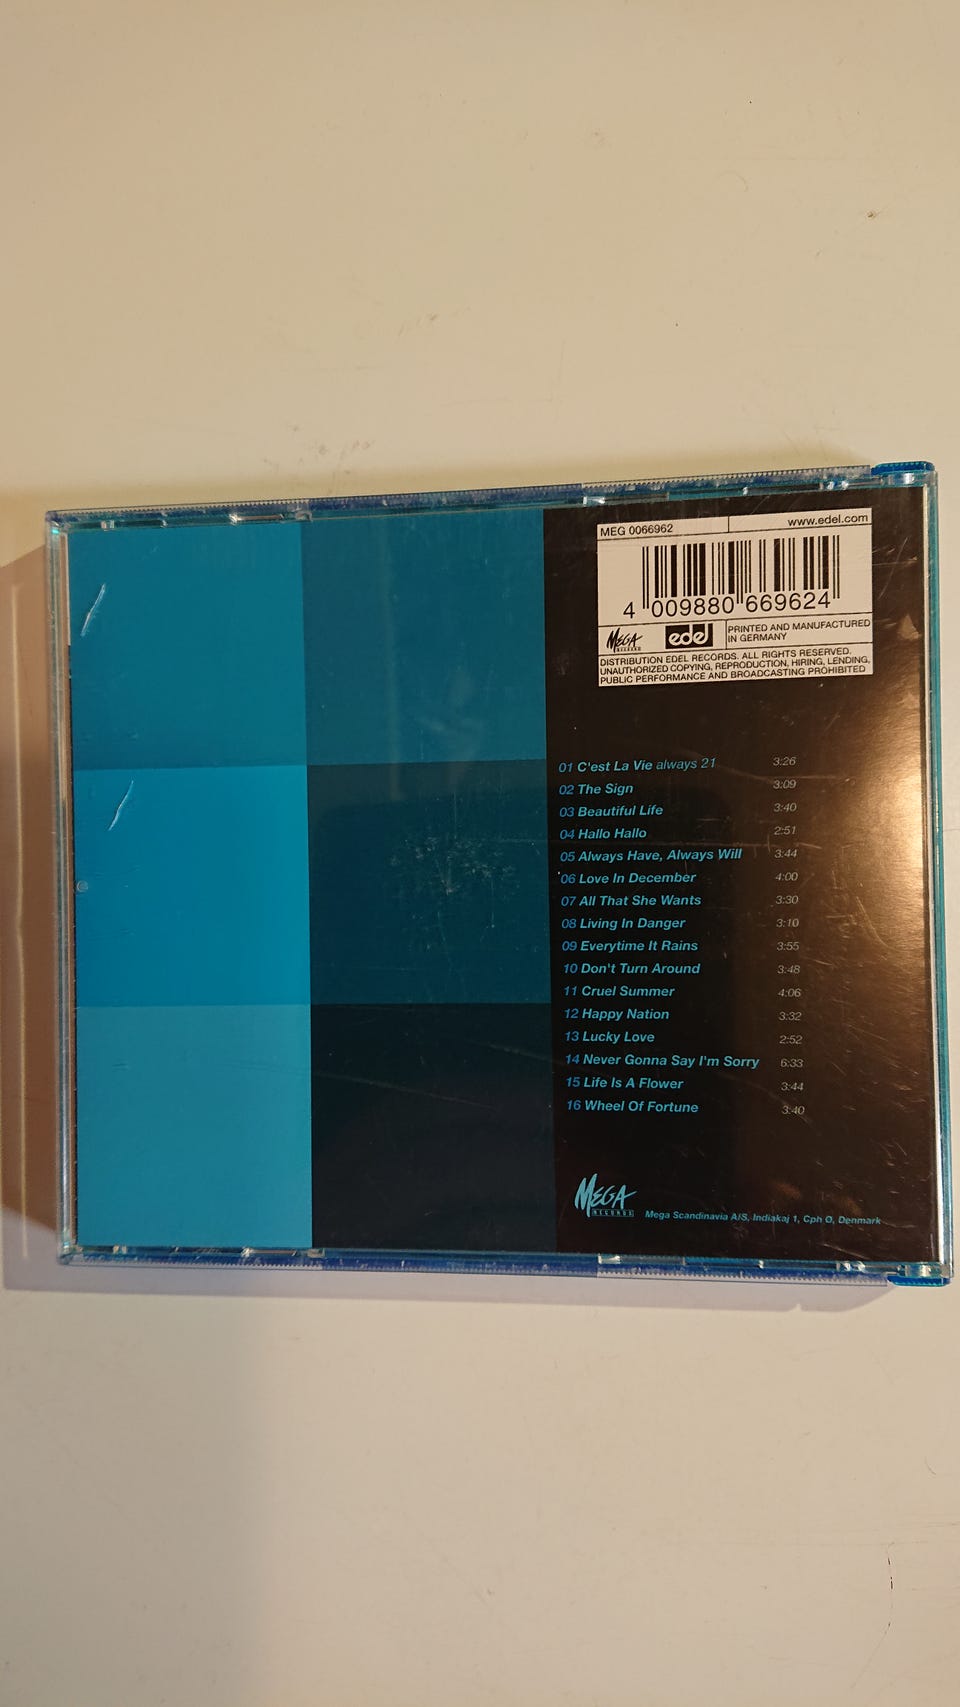 MEG 0066962
www.edel.com
4 009880 669624
MEGA RECORDS
edel
PRINTED AND MANUFACTURED
IN GERMANY
DISTRIBUTION EDEL RECORDS. ALL RIGHTS RESERVED.
UNAUTHORIZED COPYING, REPRODUCTION, HIRING, LENDING,
PUBLIC PERFORMANCE AND BROADCASTING PROHIBITED
01 C'est La Vie always 21 3:26
02 The Sign 3:09
03 Beautiful Life 3:40
04 Hallo Hallo 2:51
05 Always Have, Always Will 3:44
06 Love In December 4:00
07 All That She Wants 3:30
08 Living In Danger 3:10
09 Everytime It Rains 3:55
10 Don't Turn Around 3:48
11 Cruel Summer 4:06
12 Happy Nation 3:32
13 Lucky Love 2:52
14 Never Gonna Say I'm Sorry 6:33
15 Life Is A Flower 3:44
16 Wheel Of Fortune 3:40
MEGA
RECORDS
Mega Scandinavia A/S, Indiakaj 1, Cph Ø, Denmark